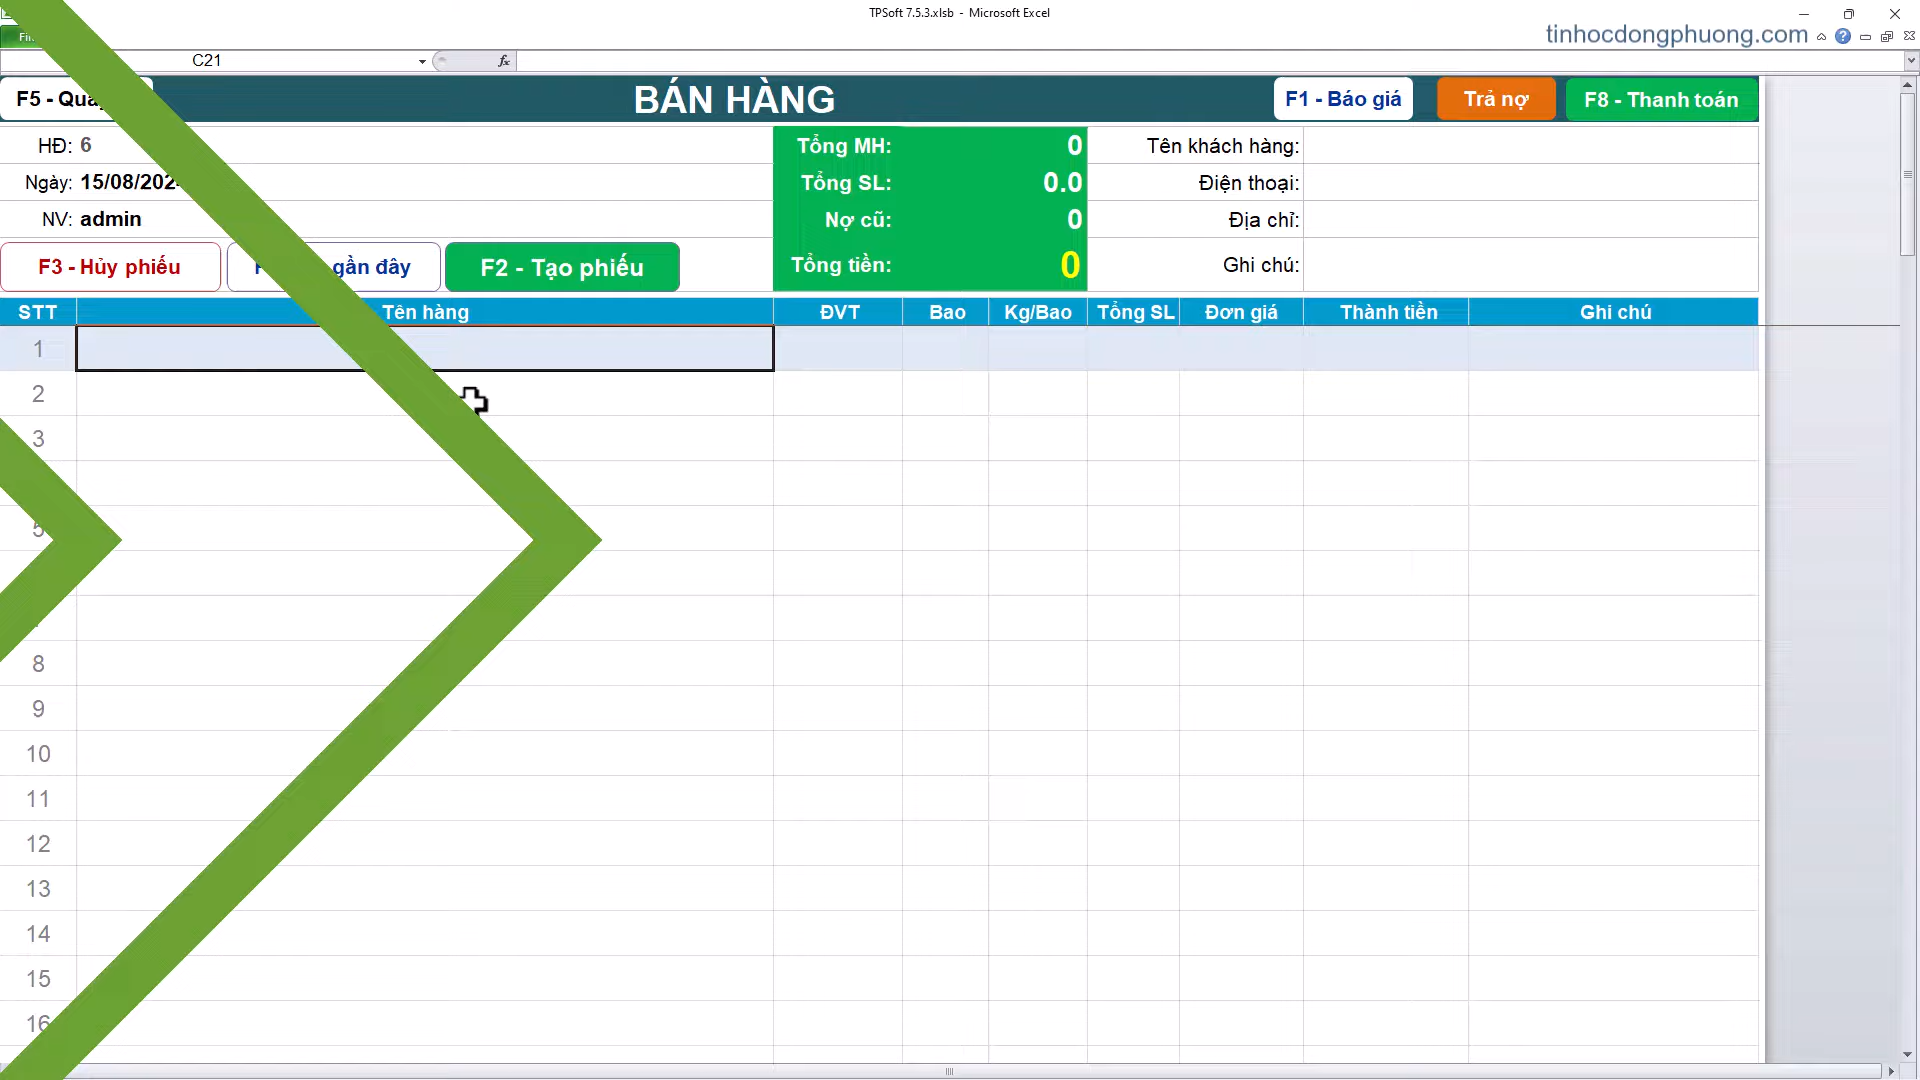 TPSoft 7.5.3.xlsb - Microsoft Excel
tinhocdongphuong.com
C21
fx
F5 -
BÁN HÀNG
F1 - Báo giá
Trả nợ
F8 - Thanh toán
HĐ: 6
Tổng MH: 0
Tên khách hàng:
Ngày: 15/08/202
Tổng SL: 0.0
Điện thoại:
NV: admin
Nợ cũ: 0
Địa chỉ:
F3 - Hủy phiếu
gần đây
F2 - Tạo phiếu
Tổng tiền: 0
Ghi chú:
STT Tên hàng ĐVT Bao Kg/Bao Tổng SL Đơn giá Thành tiền Ghi chú
1
2
3
5
8
9
10
11
12
13
14
15
16